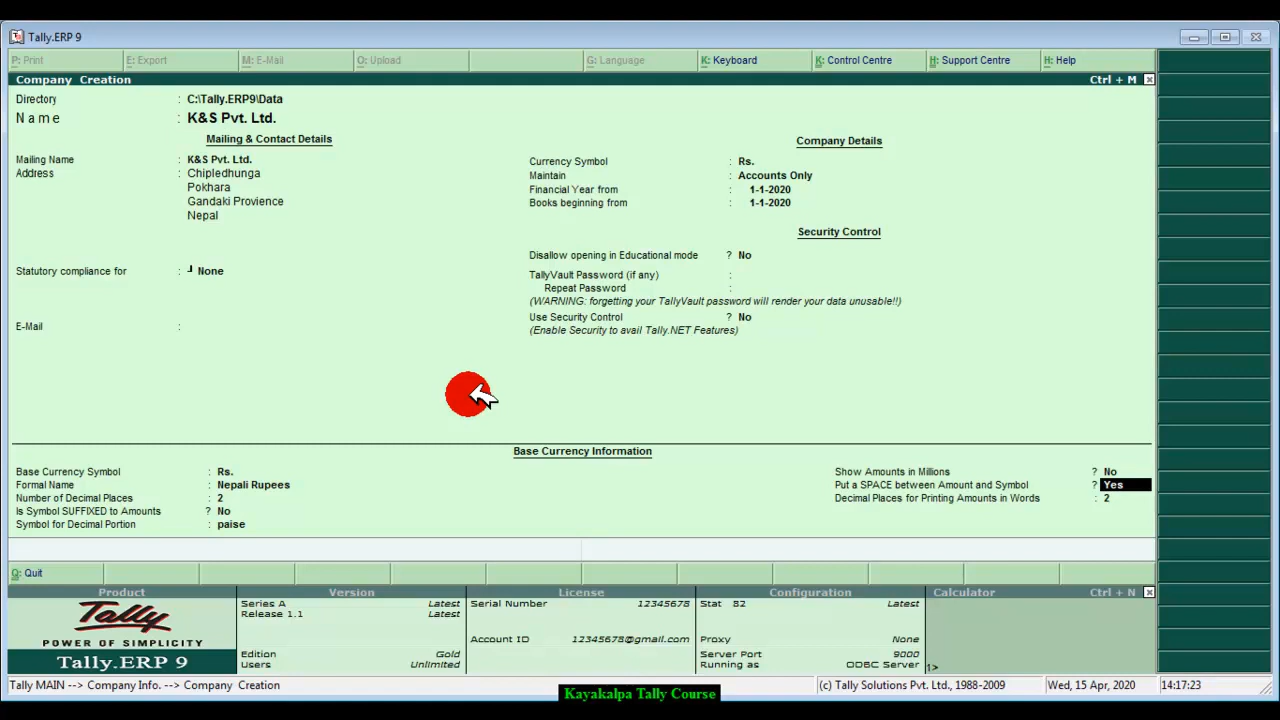 Tally.ERP 9
P: Print E: Export M: E-Mail O: Upload G: Language K: Keyboard K: Control Centre H: Support Centre H: Help
Company Creation Ctrl + M
Directory : C:\Tally.ERP9\Data
Name : K&S Pvt. Ltd.
Mailing & Contact Details
Mailing Name : K&S Pvt. Ltd.
Address : Chipledhunga
Pokhara
Gandaki Provience
Nepal
Statutory compliance for : ┘ None
E-Mail :
Company Details
Currency Symbol : Rs.
Maintain : Accounts Only
Financial Year from : 1-1-2020
Books beginning from : 1-1-2020
Security Control
Disallow opening in Educational mode ? No
TallyVault Password (if any) :
Repeat Password :
(WARNING: forgetting your TallyVault password will render your data unusable!!)
Use Security Control ? No
(Enable Security to avail Tally.NET Features)
Base Currency Information
Base Currency Symbol : Rs.
Formal Name : Nepali Rupees
Number of Decimal Places : 2
Is Symbol SUFFIXED to Amounts ? No
Symbol for Decimal Portion : paise
Show Amounts in Millions ? No
Put a SPACE between Amount and Symbol ? Yes
Decimal Places for Printing Amounts in Words : 2
Q: Quit
Product
Tally
POWER OF SIMPLICITY
Tally.ERP 9
Version
Series A Latest
Release 1.1 Latest
Edition Gold
Users Unlimited
License
Serial Number 12345678
Account ID 12345678@gmail.com
Configuration
Stat 82 Latest
Proxy None
Server Port 9000
Running as ODBC Server
Calculator Ctrl + N
1>
Tally MAIN --> Company Info. --> Company Creation (c) Tally Solutions Pvt. Ltd., 1988-2009 Wed, 15 Apr, 2020 14:17:23
Kayakalpa Tally Course